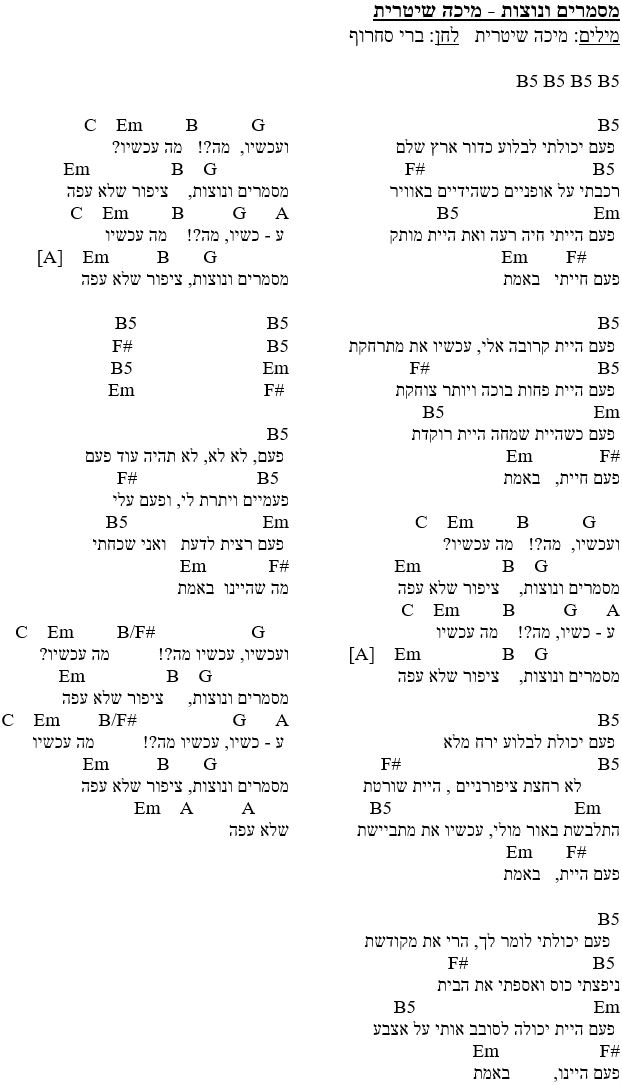 מסמרים ונוצות - מיכה שיטרית
מילים: מיכה שיטרית לחן: ברי סחרוף
B5 B5 B5 B5
B5
פעם יכולתי לבלוע כדור ארץ שלם
F# B5
רכבתי על אופניים כשהידיים באוויר
B5 Em
פעם הייתי חיה רעה ואת היית מותק
Em F#
פעם חייתי באמת
B5
פעם היית קרובה אלי, עכשיו את מתרחקת
F# B5
פעם היית פחות בוכה ויותר צוחקת
B5 Em
פעם כשהיית שמחה היית רוקדת
Em F#
פעם חיית, באמת
C Em B G
ועכשיו, מה?! מה עכשיו?
Em B G
מסמרים ונוצות, ציפור שלא עפה
C Em B G A
ע - כשיו, מה?! מה עכשיו
[A] Em B G
מסמרים ונוצות, ציפור שלא עפה
B5
פעם יכולת לבלוע ירח מלא
F# B5
לא רחצת ציפורניים , היית שורטת
B5 Em
התלבשת באור מולי, עכשיו את מתביישת
Em F#
פעם היית, באמת
B5
פעם יכולתי לומר לך, הרי את מקודשת
F# B5
ניפצתי כוס ואספתי את הבית
B5 Em
פעם היית יכולה לסובב אותי על אצבע
Em F#
פעם היינו, באמת
C Em B G
ועכשיו, מה?! מה עכשיו?
Em B G
מסמרים ונוצות, ציפור שלא עפה
C Em B G A
ע - כשיו, מה?! מה עכשיו
[A] Em B G
מסמרים ונוצות, ציפור שלא עפה
B5 B5
F# B5
B5 Em
Em F#
B5
פעם, לא לא, לא תהיה עוד פעם
F# B5
פעמיים ויתרת לי, ופעם עלי
B5 Em
פעם רצית לדעת ואני שכחתי
Em F#
מה שהיינו באמת
C Em B/F# G
ועכשיו, עכשיו מה?! מה עכשיו?
Em B G
מסמרים ונוצות, ציפור שלא עפה
C Em B/F# G A
ע - כשיו, עכשיו מה?! מה עכשיו
Em B G
מסמרים ונוצות, ציפור שלא עפה
Em A A
שלא עפה